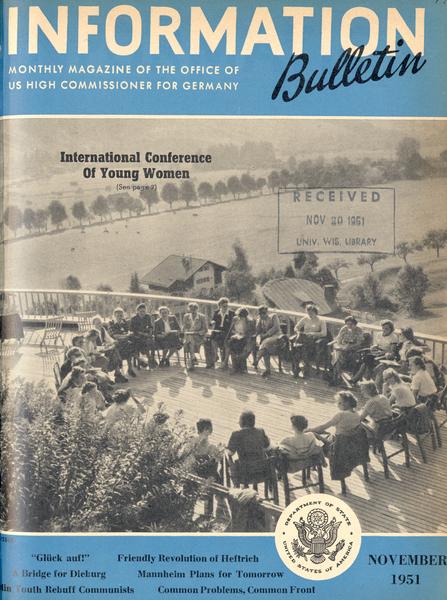 INFORMATION
Bulletin
MONTHLY MAGAZINE OF THE OFFICE OF
US HIGH COMMISSIONER FOR GERMANY
International Conference
Of Young Women
(See page 2)
RECEIVED
NOV 20 1951
UNIV. WIS. LIBRARY
DEPARTMENT OF STATE
UNITED STATES OF AMERICA
"Glück auf!" Friendly Revolution of Heftrich
A Bridge for Dieburg Mannheim Plans for Tomorrow
lin Youth Rebuff Communists Common Problems, Common Front
NOVEMBER
1951